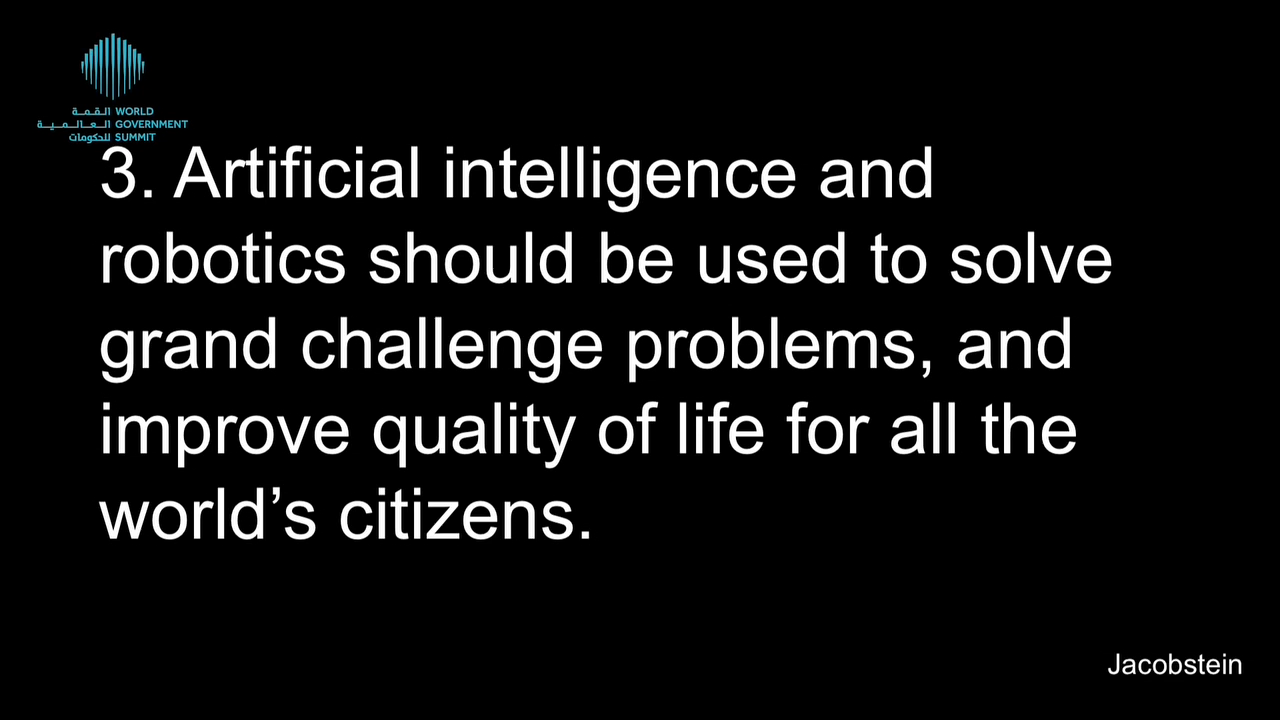 القمة WORLD
العالمية GOVERNMENT
للحكومات SUMMIT
3. Artificial intelligence and
robotics should be used to solve
grand challenge problems, and
improve quality of life for all the
world’s citizens.
Jacobstein